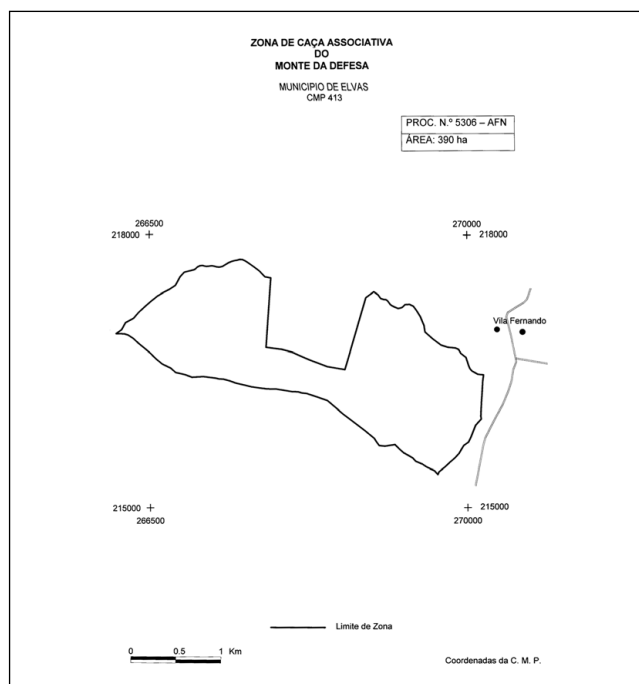 ZONA DE CAÇA ASSOCIATIVA
DO
MONTE DA DEFESA
MUNICIPIO DE ELVAS
CMP 413
PROC. N.º 5306 – AFN
ÁREA: 390 ha
266500
218000
270000
218000
Vila Fernando
215000
266500
215000
270000
Limite de Zona
0 0.5 1 Km
Coordenadas da C. M. P.